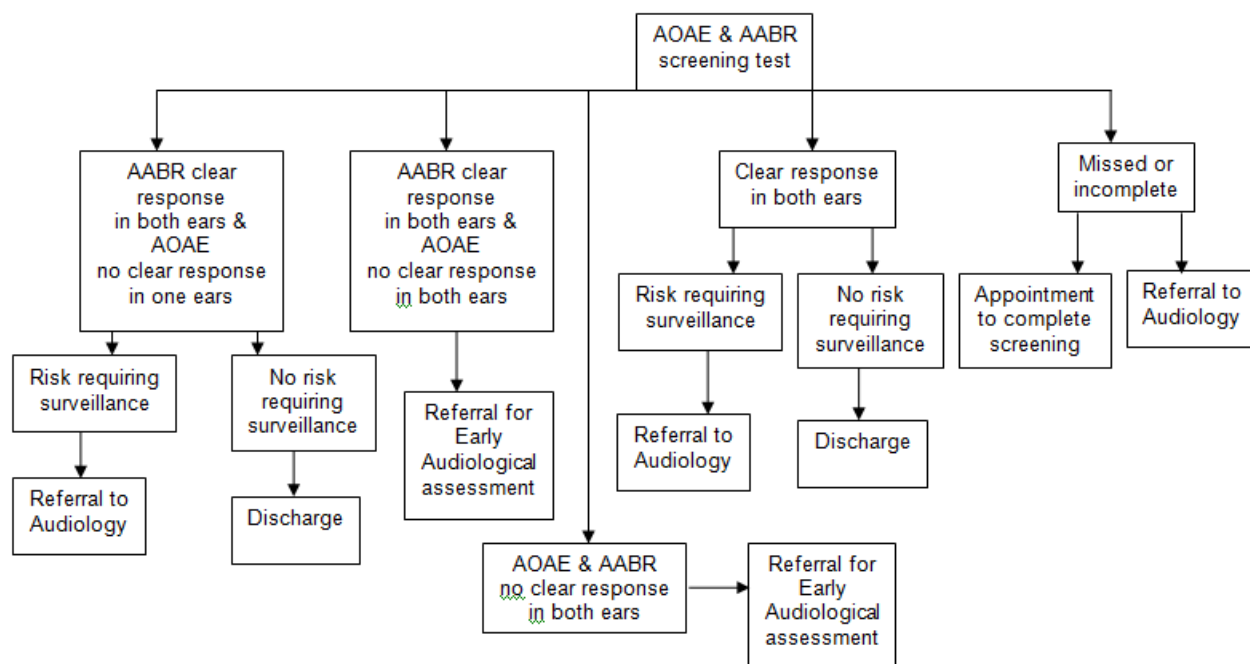 AOAE & AABR
screening test
AABR clear
response
in both ears &
AOAE
no clear response
in one ears
AABR clear
response
in both ears &
AOAE
no clear response
in both ears
Clear response
in both ears
Missed or
incomplete
Risk requiring
surveillance
No risk
requiring
surveillance
Appointment
to complete
screening
Referral to
Audiology
Risk requiring
surveillance
No risk
requiring
surveillance
Referral for
Early
Audiological
assessment
Referral to
Audiology
Discharge
Referral to
Audiology
Discharge
AOAE & AABR
no clear response
in both ears
Referral for
Early
Audiological
assessment